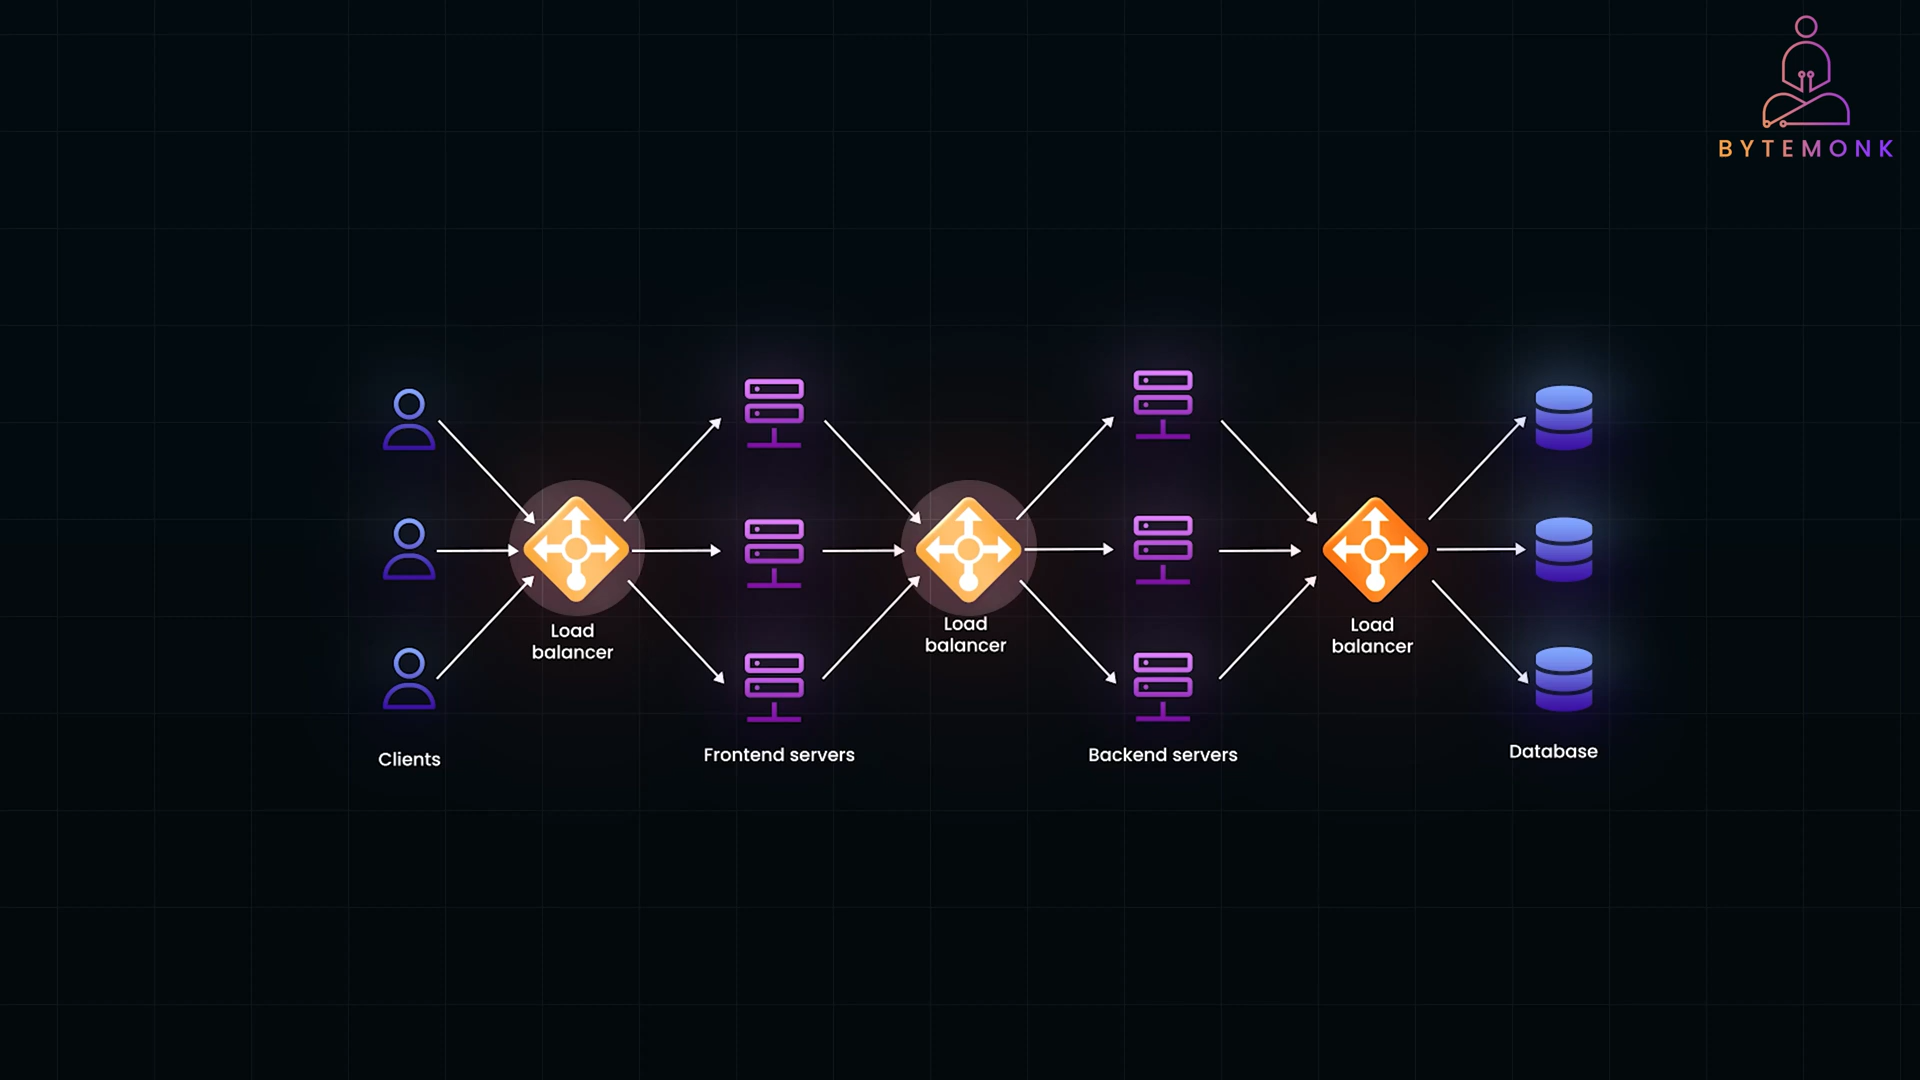 BYTEMONK
Load
balancer
Load
balancer
Load
balancer
Clients
Frontend servers
Backend servers
Database